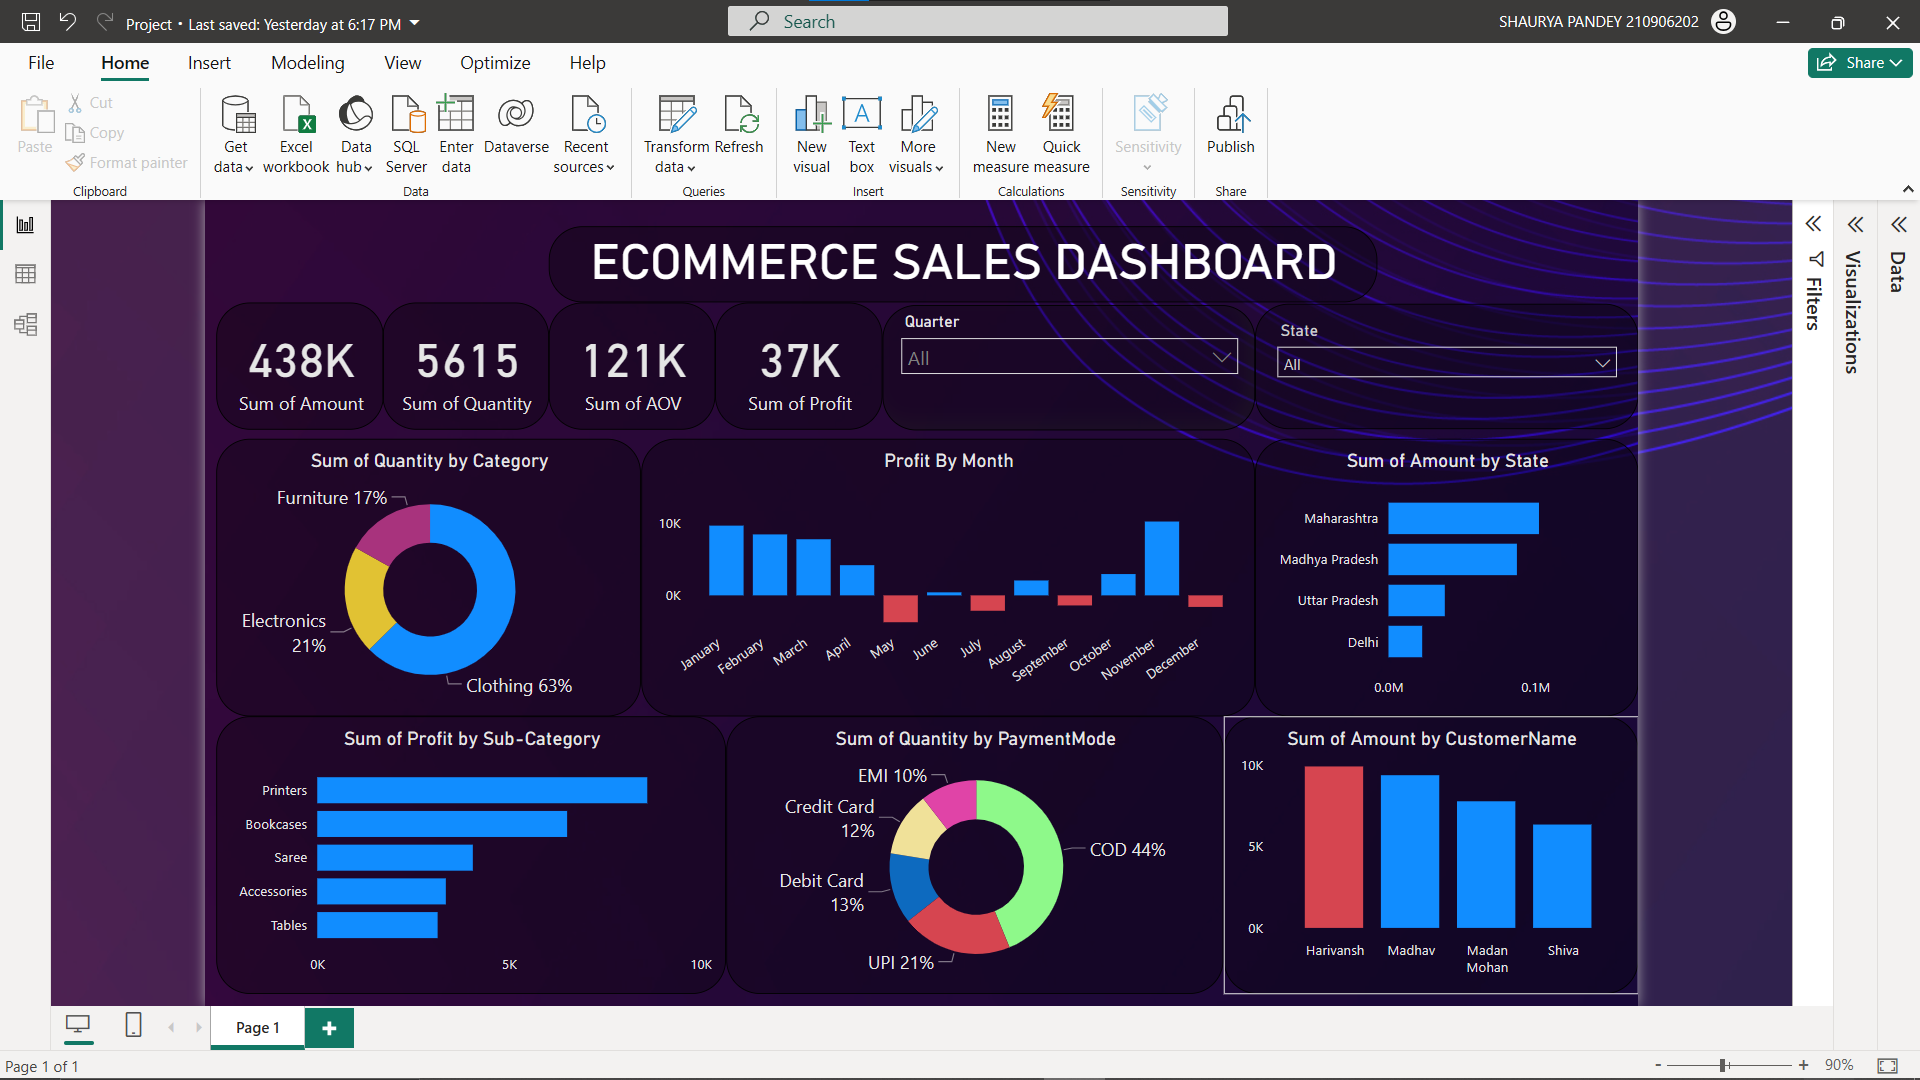 Project • Last saved: Yesterday at 6:17 PM
Search
SHAURYA PANDEY 210906202
File Home Insert Modeling View Optimize Help
Share
Paste
Cut
Copy
Format painter
Clipboard
Get data
Excel workbook
Data hub
SQL Server
Enter data
Dataverse
Recent sources
Data
Transform data
Refresh
Queries
New visual
Text box
More visuals
Insert
New measure
Quick measure
Calculations
Sensitivity
Sensitivity
Publish
Share
ECOMMERCE SALES DASHBOARD
438K
Sum of Amount
5615
Sum of Quantity
121K
Sum of AOV
37K
Sum of Profit
Quarter
All
State
All
Filters
Visualizations
Data
Sum of Quantity by Category
Furniture 17%
Electronics
21%
Clothing 63%
Profit By Month
10K
0K
January February March April May June July August September October November December
Sum of Amount by State
Maharashtra
Madhya Pradesh
Uttar Pradesh
Delhi
0.0M 0.1M
Sum of Profit by Sub-Category
Printers
Bookcases
Saree
Accessories
Tables
0K 5K 10K
Sum of Quantity by PaymentMode
EMI 10%
Credit Card
12%
COD 44%
Debit Card
13%
UPI 21%
Sum of Amount by CustomerName
10K
5K
0K
Harivansh Madhav Madan Mohan Shiva
Page 1
Page 1 of 1
- + 90%